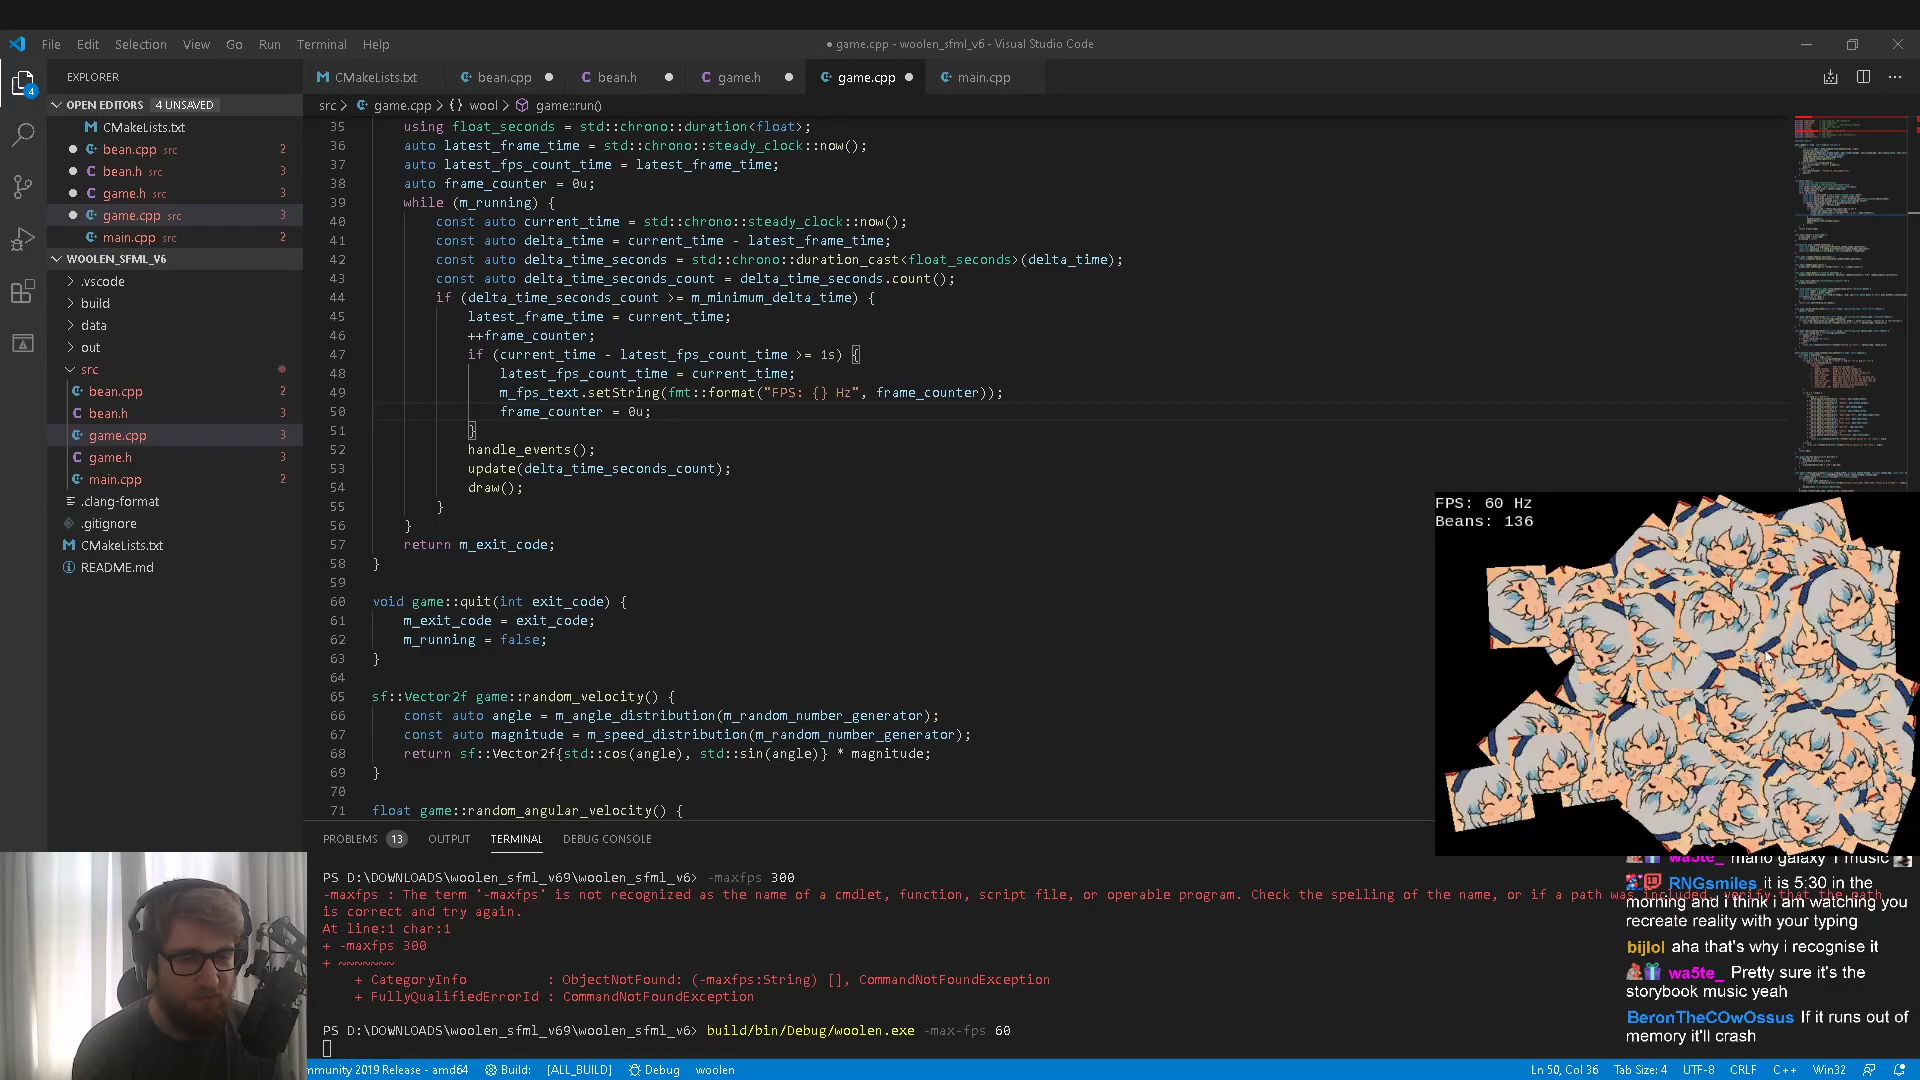 File Edit Selection View Go Run Terminal Help
● game.cpp - woolen_sfml_v6 - Visual Studio Code
EXPLORER
CMakeLists.txt bean.cpp bean.h game.h game.cpp main.cpp
OPEN EDITORS 4 UNSAVED
CMakeLists.txt
bean.cpp src 2
bean.h src 3
game.h src 3
game.cpp src 3
main.cpp src 2
WOOLEN_SFML_V6
.vscode
build
data
out
src
bean.cpp 2
bean.h 3
game.cpp 3
game.h 3
main.cpp 2
.clang-format
.gitignore
CMakeLists.txt
README.md
4
src > game.cpp > {} wool > game::run()
35 using float_seconds = std::chrono::duration<float>;
36 auto latest_frame_time = std::chrono::steady_clock::now();
37 auto latest_fps_count_time = latest_frame_time;
38 auto frame_counter = 0u;
39 while (m_running) {
40 const auto current_time = std::chrono::steady_clock::now();
41 const auto delta_time = current_time - latest_frame_time;
42 const auto delta_time_seconds = std::chrono::duration_cast<float_seconds>(delta_time);
43 const auto delta_time_seconds_count = delta_time_seconds.count();
44 if (delta_time_seconds_count >= m_minimum_delta_time) {
45 latest_frame_time = current_time;
46 ++frame_counter;
47 if (current_time - latest_fps_count_time >= 1s) {
48 latest_fps_count_time = current_time;
49 m_fps_text.setString(fmt::format("FPS: {} Hz", frame_counter));
50 frame_counter = 0u;
51 }
52 handle_events();
53 update(delta_time_seconds_count);
54 draw();
55 }
56 }
57 return m_exit_code;
58 }
59
60 void game::quit(int exit_code) {
61 m_exit_code = exit_code;
62 m_running = false;
63 }
64
65 sf::Vector2f game::random_velocity() {
66 const auto angle = m_angle_distribution(m_random_number_generator);
67 const auto magnitude = m_speed_distribution(m_random_number_generator);
68 return sf::Vector2f{std::cos(angle), std::sin(angle)} * magnitude;
69 }
70
71 float game::random_angular_velocity() {
FPS: 60 Hz
Beans: 136
PROBLEMS 13 OUTPUT TERMINAL DEBUG CONSOLE
PS D:\DOWNLOADS\woolen_sfml_v69\woolen_sfml_v6> -maxfps 300
-maxfps : The term '-maxfps' is not recognized as the name of a cmdlet, function, script file, or operable program. Check the spelling of the name, or if a path was included, verify that the path
is correct and try again.
At line:1 char:1
+ -maxfps 300
+ ~~~~~~~
+ CategoryInfo : ObjectNotFound: (-maxfps:String) [], CommandNotFoundException
+ FullyQualifiedErrorId : CommandNotFoundException
PS D:\DOWNLOADS\woolen_sfml_v69\woolen_sfml_v6> build/bin/Debug/woolen.exe -max-fps 60
wa5te_ mario galaxy 1 music
RNGsmiles it is 5:30 in the
morning and I think i am watching you
recreate reality with your typing
bijlol aha that's why i recognise it
wa5te_ Pretty sure it's the
storybook music yeah
BeronTheCOwOssus If it runs out of
memory it'll crash
mmunity 2019 Release - amd64 Build: [ALL_BUILD] Debug woolen
Ln 50, Col 36 Tab Size: 4 UTF-8 CRLF C++ Win32